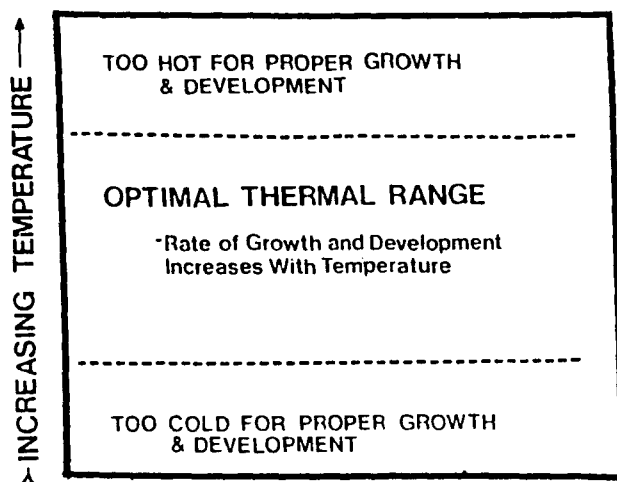 INCREASING TEMPERATURE
TOO HOT FOR PROPER GROWTH
& DEVELOPMENT
OPTIMAL THERMAL RANGE
-Rate of Growth and Development
Increases With Temperature
TOO COLD FOR PROPER GROWTH
& DEVELOPMENT